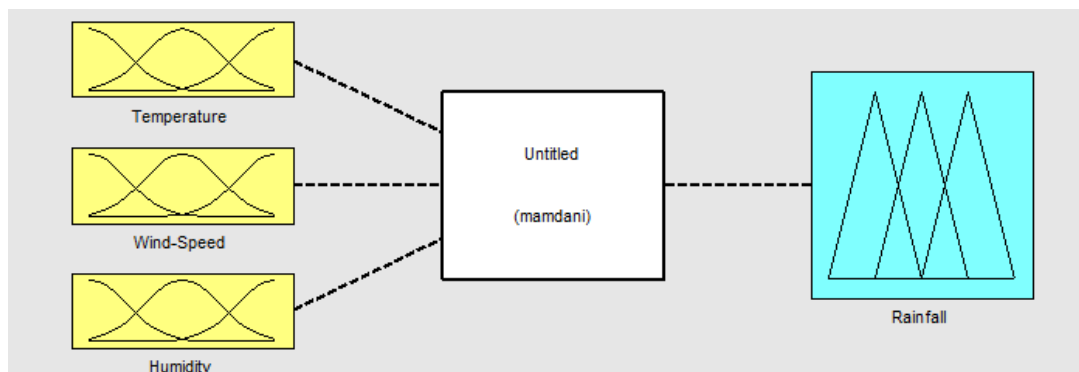 Temperature
Wind-Speed
Humidity
Untitled
(mamdani)
Rainfall